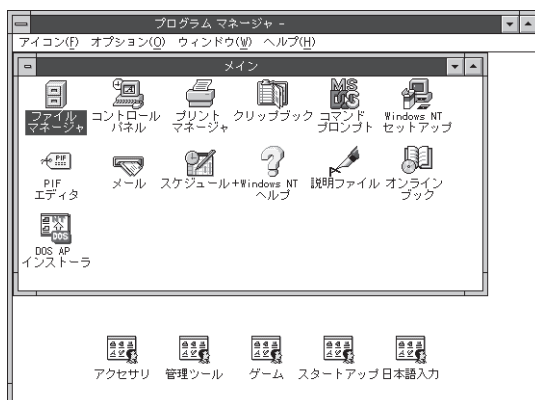 プログラム マネージャ -
アイコン(F) オプション(O) ウィンドウ(W) ヘルプ(H)
メイン
ファイル マネージャ
コントロール パネル
プリント マネージャ
クリップブック
MS DOS
コマンド プロンプト
Windows NT セットアップ
PIF
PIF エディタ
メール
スケジュール+
Windows NT ヘルプ
説明ファイル
オンライン ブック
NT DOS
DOS AP インストーラ
アクセサリ
管理ツール
ゲーム
スタートアップ
日本語入力